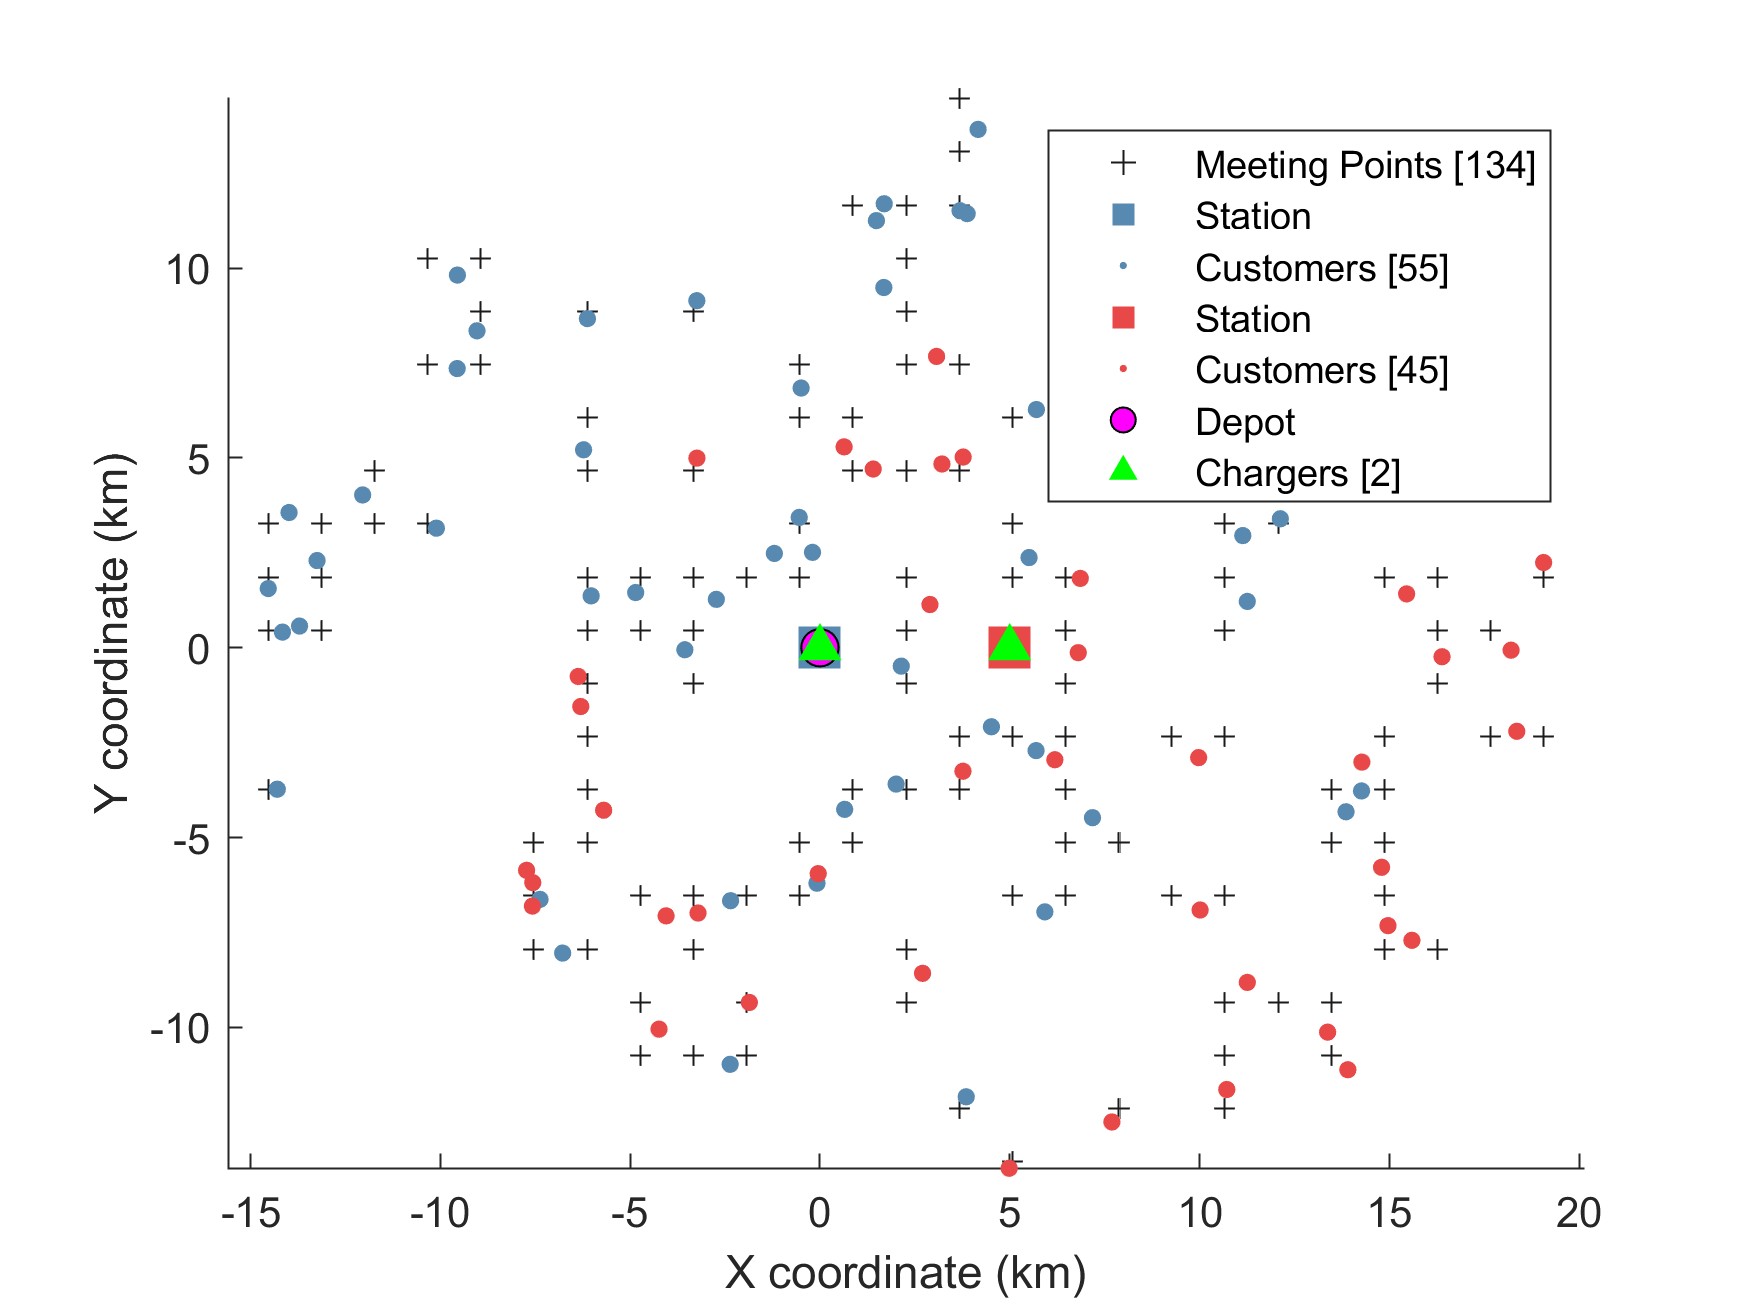 Meeting Points [134]
Station
Customers [55]
Station
Customers [45]
Depot
Chargers [2]
10
5
0
-5
-10
Y coordinate (km)
-15 -10 -5 0 5 10 15 20
X coordinate (km)